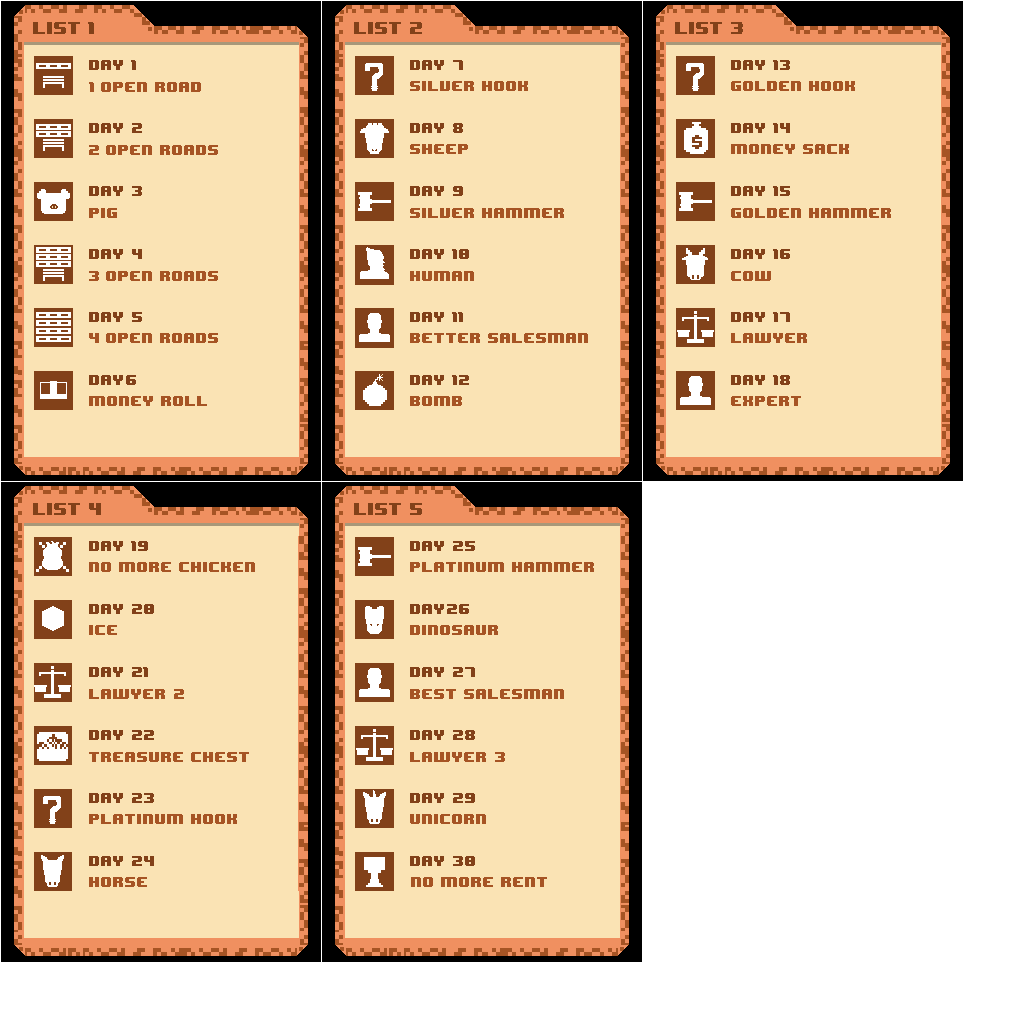 LIST 1
DAY 1
1 OPEN ROAD
DAY 2
2 OPEN ROADS
DAY 3
PIG
DAY 4
3 OPEN ROADS
DAY 5
4 OPEN ROADS
DAY6
MONEY ROLL
LIST 2
DAY 7
SILVER HOOK
DAY 8
SHEEP
DAY 9
SILVER HAMMER
DAY 10
HUMAN
DAY 11
BETTER SALESMAN
DAY 12
BOMB
LIST 3
DAY 13
GOLDEN HOOK
DAY 14
MONEY SACK
DAY 15
GOLDEN HAMMER
DAY 16
COW
DAY 17
LAWYER
DAY 18
EXPERT
LIST 4
DAY 19
NO MORE CHICKEN
DAY 20
ICE
DAY 21
LAWYER 2
DAY 22
TREASURE CHEST
DAY 23
PLATINUM HOOK
DAY 24
HORSE
LIST 5
DAY 25
PLATINUM HAMMER
DAY26
DINOSAUR
DAY 27
BEST SALESMAN
DAY 28
LAWYER 3
DAY 29
UNICORN
DAY 30
NO MORE RENT